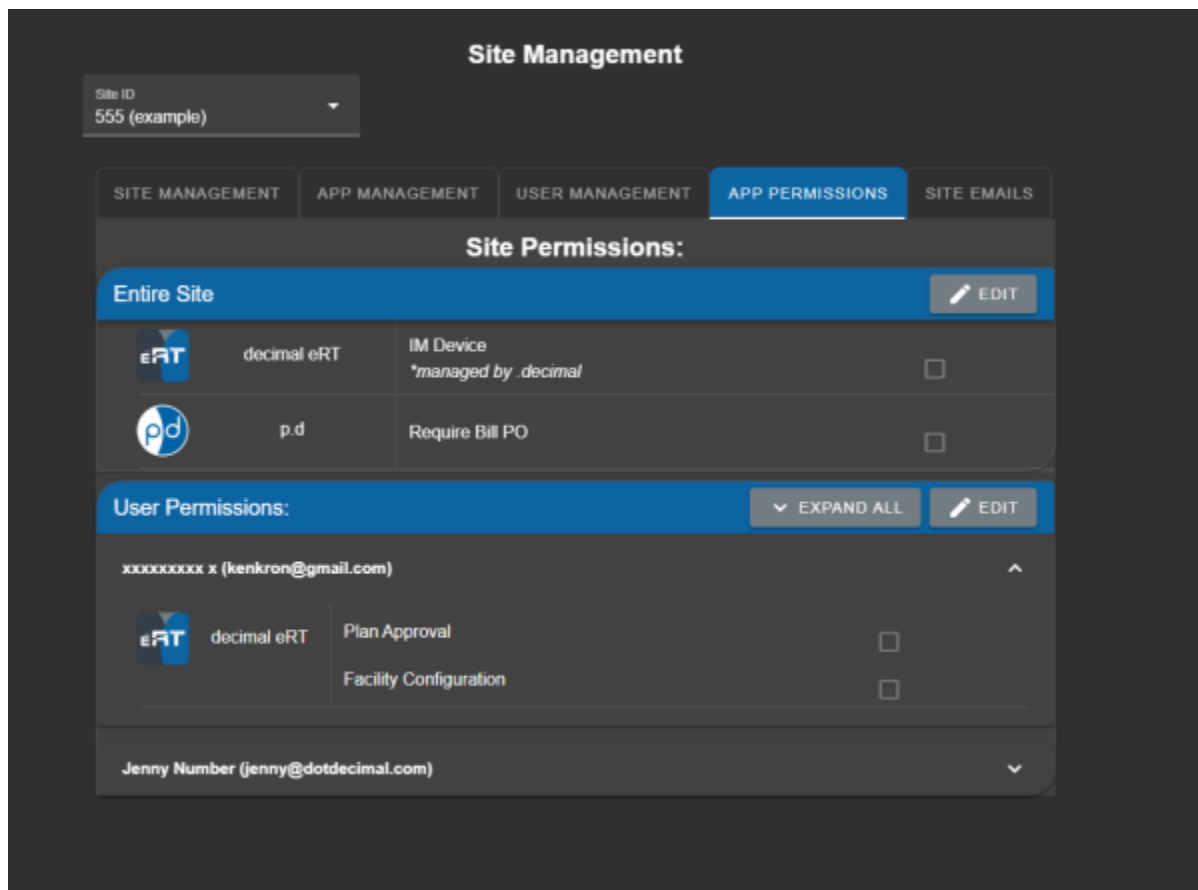 Site Management
Site ID
555 (example)
SITE MANAGEMENT APP MANAGEMENT USER MANAGEMENT APP PERMISSIONS SITE EMAILS
Site Permissions:
Entire Site EDIT
eRT decimal eRT IM Device
*managed by .decimal
pd p.d Require Bill PO
User Permissions: EXPAND ALL EDIT
xxxxxxxxx x (kenkron@gmail.com)
eRT decimal eRT Plan Approval
Facility Configuration
Jenny Number (jenny@dotdecimal.com)